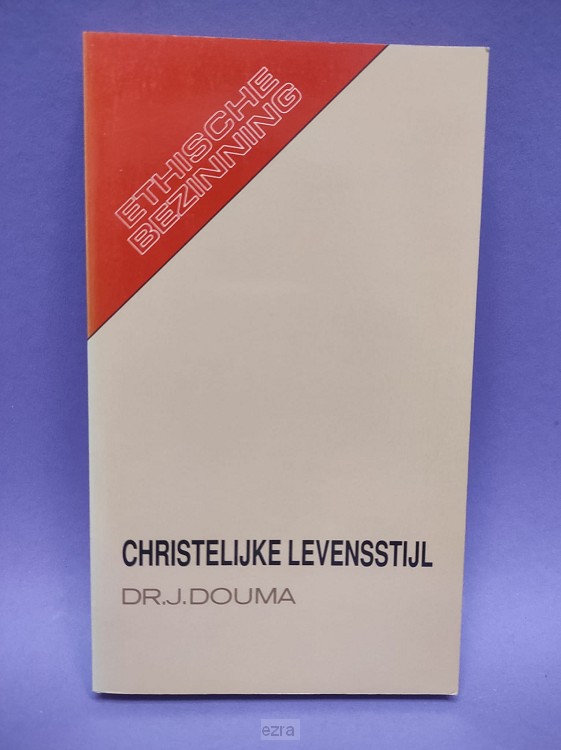 ETHISCHE
BEZINNING
CHRISTELIJKE LEVENSSTIJL
DR.J.DOUMA
ezra